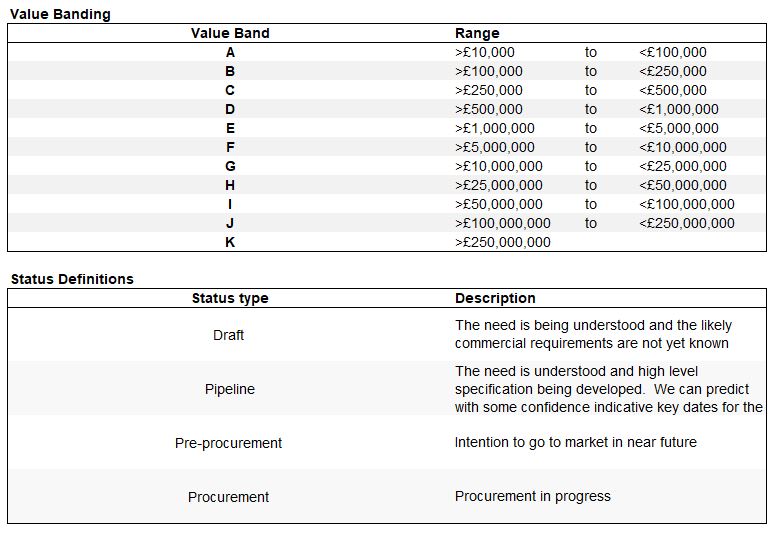 Value Banding
Value Band Range
A >£10,000 to <£100,000
B >£100,000 to <£250,000
C >£250,000 to <£500,000
D >£500,000 to <£1,000,000
E >£1,000,000 to <£5,000,000
F >£5,000,000 to <£10,000,000
G >£10,000,000 to <£25,000,000
H >£25,000,000 to <£50,000,000
I >£50,000,000 to <£100,000,000
J >£100,000,000 to <£250,000,000
K >£250,000,000
Status Definitions
Status type Description
Draft
The need is being understood and the likely
commercial requirements are not yet known
Pipeline
The need is understood and high level
specification being developed.  We can predict
with some confidence indicative key dates for the
Pre-procurement Intention to go to market in near future
Procurement Procurement in progress